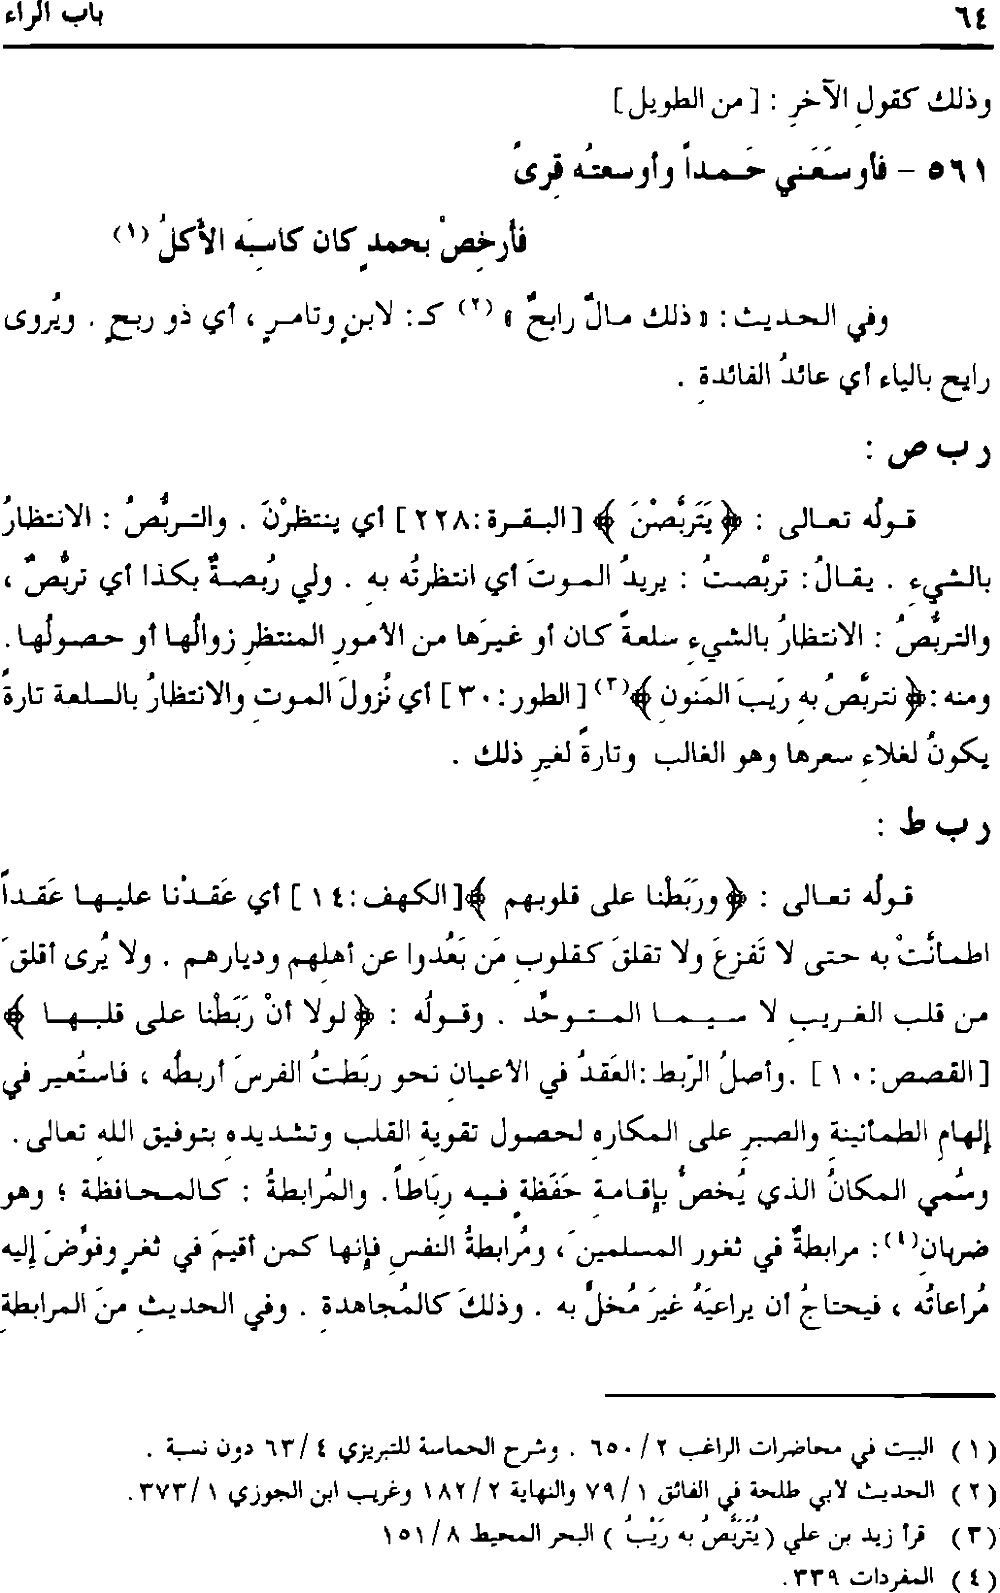 ٦٤ باب الراء
وذلك كقولِ الآخرِ : [ من الطويل ]
٥٦١ - فأوسَعَني حَمداً وأوسعتُه قِرىً
فأرخِصْ بحمدٍ كان كاسِبَه الأكلُ (١)
وفي الحديث : « ذلك مالٌ رابحٌ » (٢) كـ : لابنٍ وتامرٍ ، أي ذو ربحٍ . ويُروى
رايح بالياء أي عائدُ الفائدةِ .
ر ب ص :
قولُه تعالى : ﴿ يَتَربَّصْنَ ﴾ [ البقرة : ٢٢٨ ] أي ينتظرْنَ . والتربُّصُ : الانتظارُ
بالشيءِ . يقالُ : تربَّصتُ : يريدُ الموتَ أي انتظرتُه بهِ . ولي رُبصةٌ بكذا أي تربُّصٌ ،
والتربُّصُ : الانتظارُ بالشيءِ سلعةً كان أو غيرَها من الأمورِ المنتظرِ زوالُها أو حصولُها .
ومنه : ﴿ نتربَّصُ بهِ رَيبَ المَنونِ ﴾(٣) [ الطور : ٣٠ ] أي نُزولَ الموتِ والانتظارُ بالسلعة تارةً
يكونُ لغلاءِ سعرِها وهو الغالب وتارةً لغيرِ ذلك .
ر ب ط :
قولُه تعالى : ﴿ وربَطْنا على قلوبهم ﴾ [ الكهف : ١٤ ] أي عَقدْنا عليها عَقداً
اطمأنَّتْ به حتى لا تَفزعَ ولا تقلقَ كقلوبِ مَن بَعُدوا عن أهلِهم وديارهم . ولا يُرى أقلقَ
من قلب الغريبِ لا سيما المتوحّد . وقولُه : ﴿ لولا أنْ رَبَطْنا على قلبها ﴾
[ القصص : ١٠ ] . وأصلُ الرّبط : العَقدُ في الأعيانِ نحو ربَطتُ الفرسَ أربطُه ، فاستُعير في
إلهامِ الطمأنينة والصبرِ على المكاره لحصول تقويةِ القلب وتشديدِهِ بتوفيق اللهِ تعالى .
وسُمي المكانُ الذي يُخصُّ بإقامةِ حَفَظةٍ فيه رِبَاطاً . والمُرابطةُ : كالمحافظة ؛ وهو
ضربانِ(٤) : مرابطةٌ في ثغور المسلمينَ ، ومُرابطةُ النفسِ فإنها كمن أقيمَ في ثغرٍ وفوِّضَ إليه
مُراعاتُه ، فيحتاجُ أن يراعيَهُ غيرَ مُخلٍّ به . وذلكَ كالمُجاهدةِ . وفي الحديثِ منَ المرابطةِ
( ١ ) البيت في محاضرات الراغب ٢ / ٦٥٠ . وشرح الحماسة للتبريزي ٤ / ٦٣ دون نسبة .
( ٢ ) الحديث لأبي طلحة في الفائق ١ / ٧٩ والنهاية ٢ / ١٨٢ وغريب ابن الجوزي ١ / ٣٧٣ .
( ٣ ) قرأ زيد بن علي ( يُتَرَبَّصُ به رَيْبُ ) البحر المحيط ٨ / ١٥١
( ٤ ) المفردات ٣٣٩ .